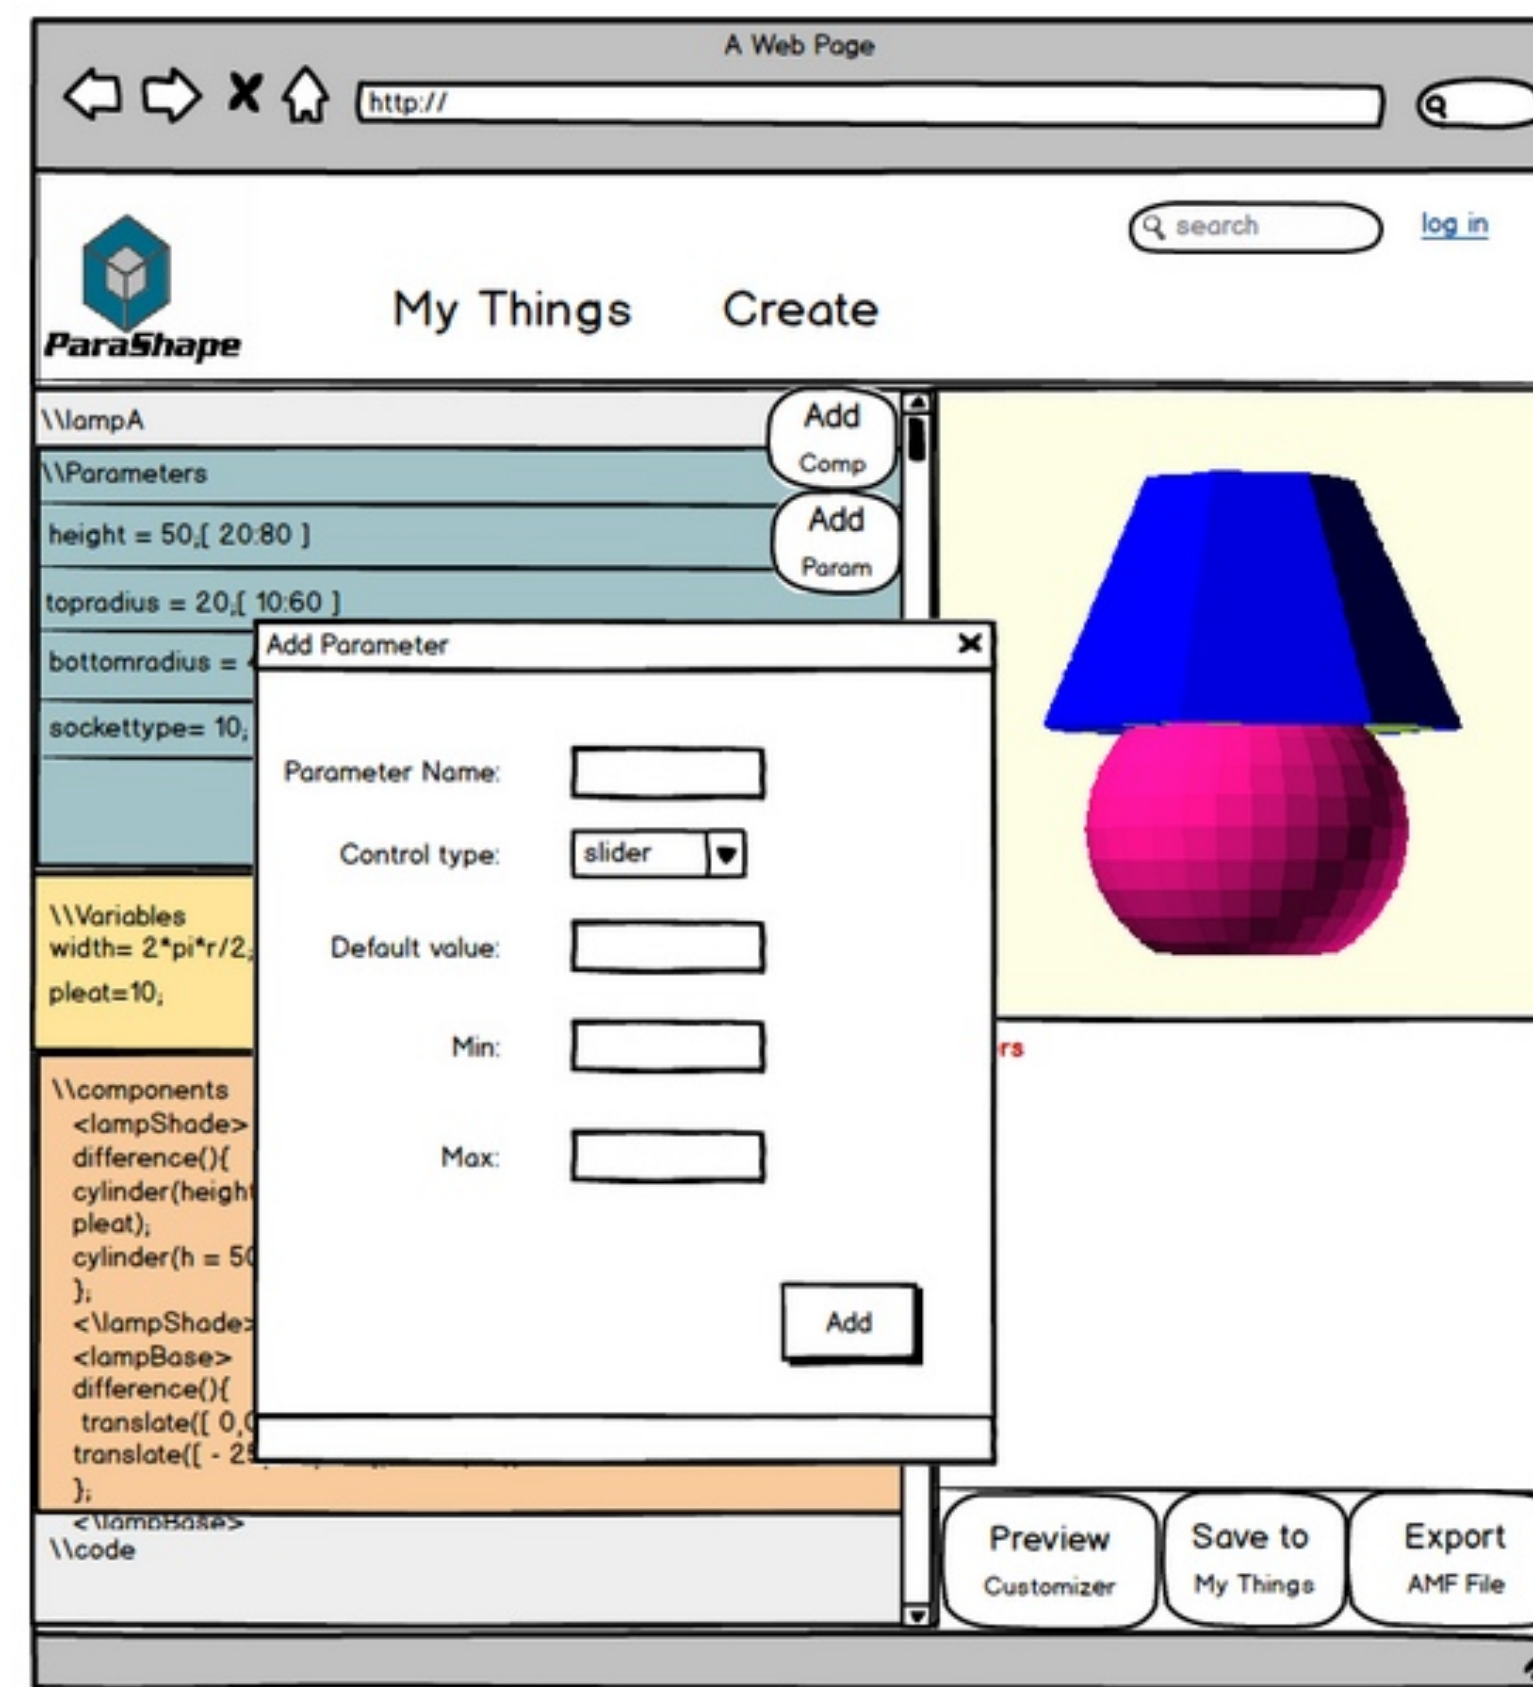 A Web Page
http://
search
log in
ParaShape
My Things
Create
\\lampA
Add
Comp
\\Parameters
Add
Param
height = 50;[ 20:80 ]
topradius = 20;[ 10:60 ]
bottomradius =
sockettype= 10;
Add Parameter
Parameter Name:
Control type:
slider
Default value:
Min:
Max:
Add
\\Variables
width= 2*pi*r/2;
pleat=10;
\\components
<lampShade>
difference(){
cylinder(height
pleat);
cylinder(h = 50
};
<\lampShade>
<lampBase>
difference(){
translate([ 0,0
translate([ - 25
};
<\lampBase>
\\code
rs
Preview
Customizer
Save to
My Things
Export
AMF File